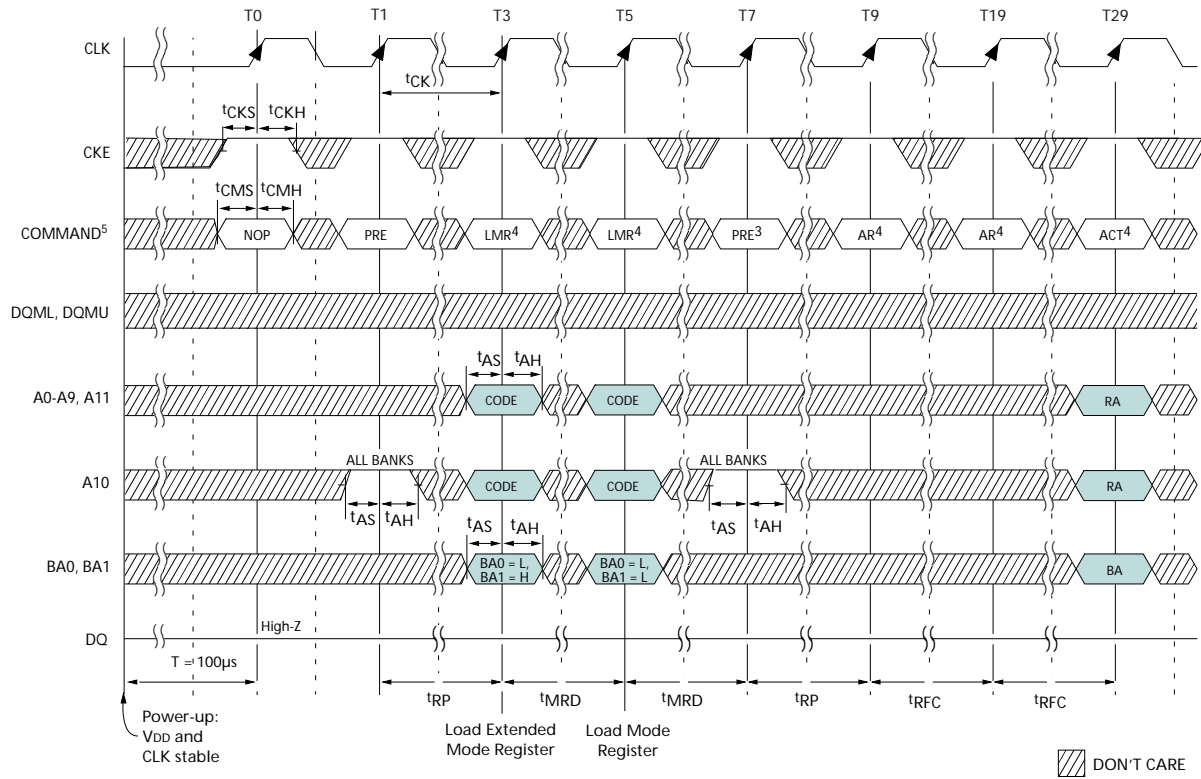 T0 T1 T3 T5 T7 T9 T19 T29
CLK
tCK
tCKS tCKH
CKE
tCMS tCMH
COMMAND5 NOP PRE LMR4 LMR4 PRE3 AR4 AR4 ACT4
DQML, DQMU
tAS tAH
A0-A9, A11 CODE CODE RA
ALL BANKS ALL BANKS
A10 CODE CODE RA
tAS tAH tAS tAH
tAS tAH
BA0, BA1 BA0 = L, BA0 = L, BA
BA1 = H BA1 = L
High-Z
DQ
T = 100µs
tRP tMRD tMRD tRP tRFC tRFC
Power-up:
VDD and
CLK stable
Load Extended
Mode Register
Load Mode
Register
DON'T CARE